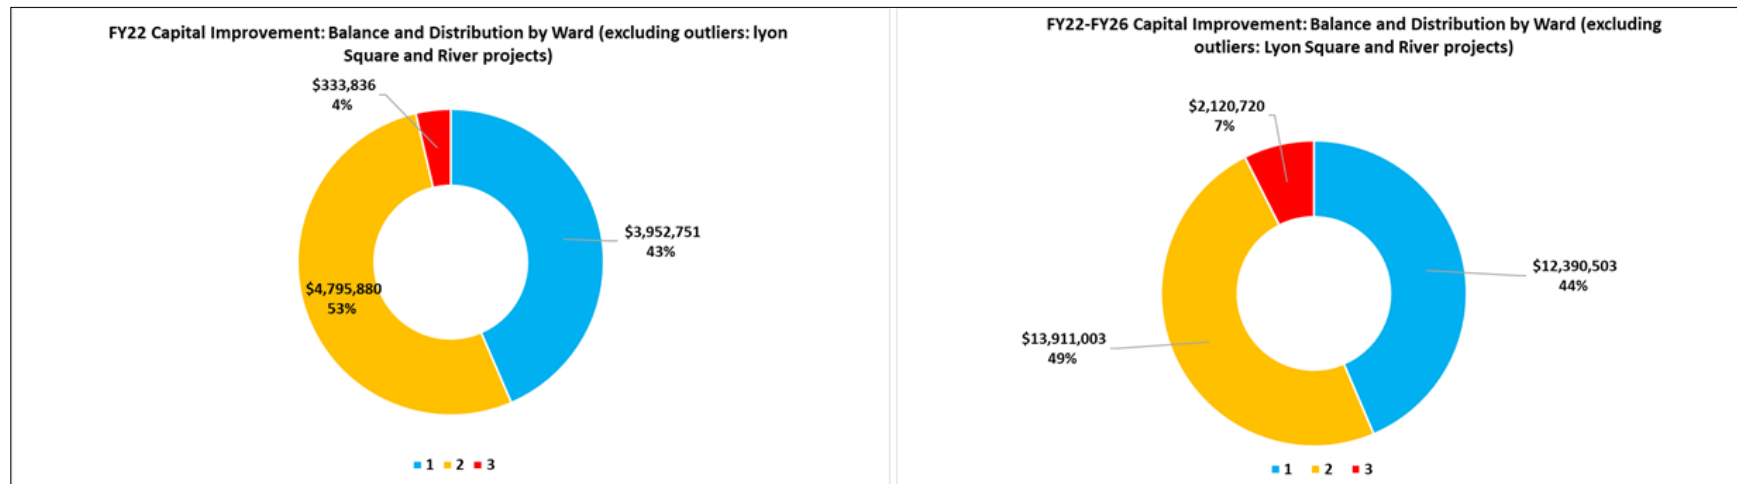 FY22 Capital Improvement: Balance and Distribution by Ward (excluding outliers: lyon
Square and River projects)
$333,836
4%
$3,952,751
43%
$4,795,880
53%
1 2 3
FY22-FY26 Capital Improvement: Balance and Distribution by Ward (excluding
outliers: Lyon Square and River projects)
$2,120,720
7%
$12,390,503
44%
$13,911,003
49%
1 2 3